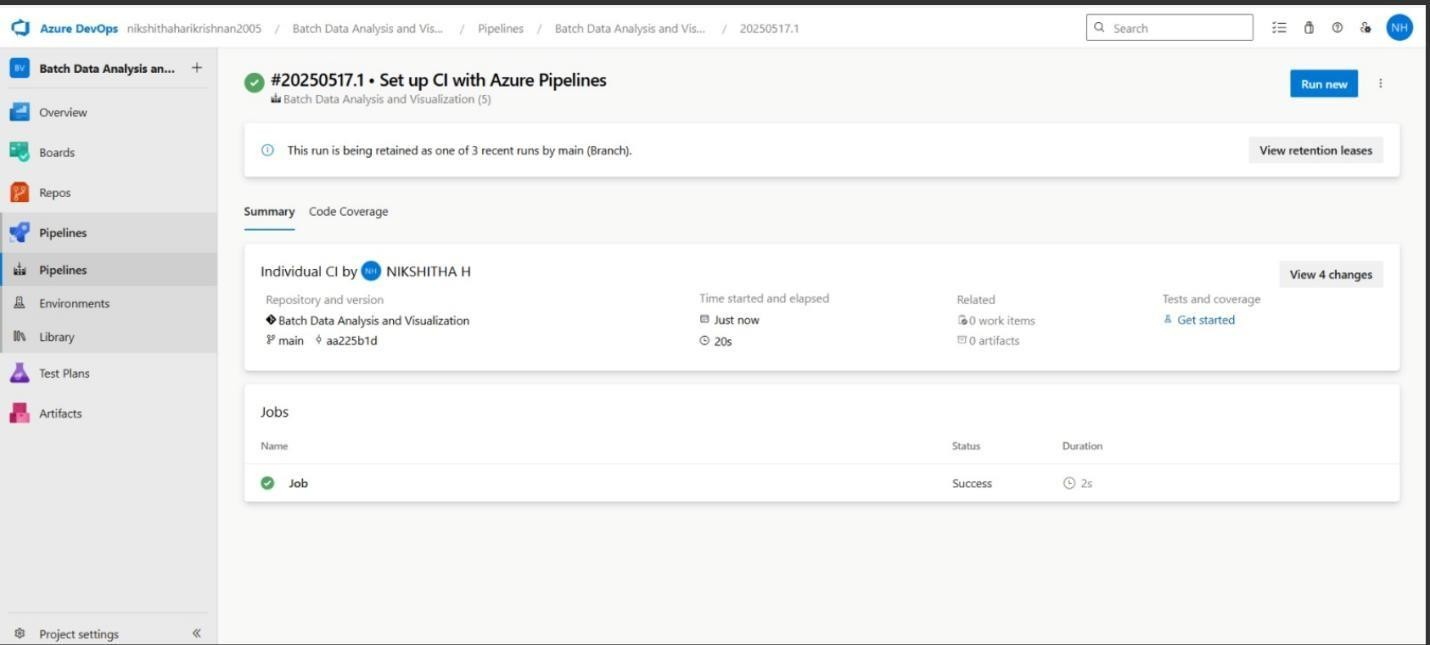 Azure DevOps nikshithaharikrishnan2005 / Batch Data Analysis and Vis... / Pipelines / Batch Data Analysis and Vis... / 20250517.1
Search
NH
BV Batch Data Analysis an... +
Overview
Boards
Repos
Pipelines
Pipelines
Environments
Library
Test Plans
Artifacts
Project settings
#20250517.1 • Set up CI with Azure Pipelines
Batch Data Analysis and Visualization (5)
Run new
This run is being retained as one of 3 recent runs by main (Branch).
View retention leases
Summary Code Coverage
Individual CI by NH NIKSHITHA H
View 4 changes
Repository and version
Batch Data Analysis and Visualization
main aa225b1d
Time started and elapsed
Just now
20s
Related
0 work items
0 artifacts
Tests and coverage
Get started
Jobs
Name Status Duration
Job Success 2s